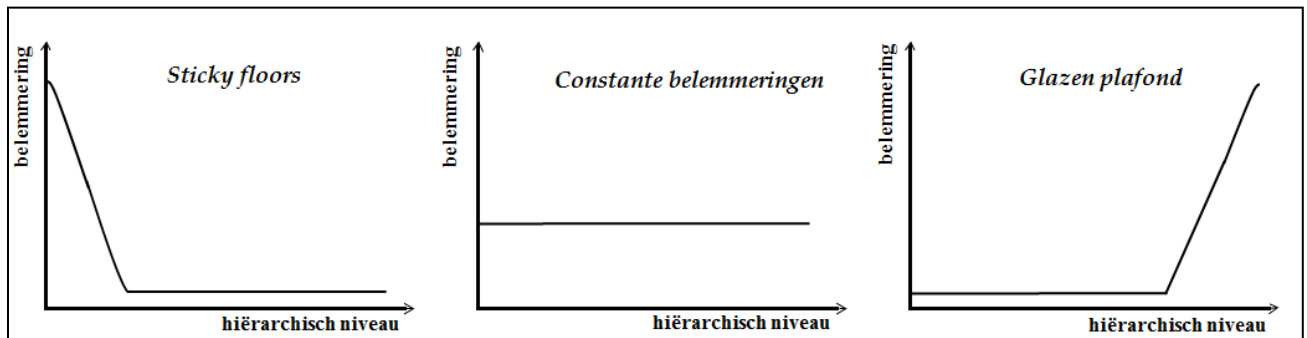 belemmering
Sticky floors
hiërarchisch niveau
belemmering
Constante belemmeringen
hiërarchisch niveau
belemmering
Glazen plafond
hiërarchisch niveau